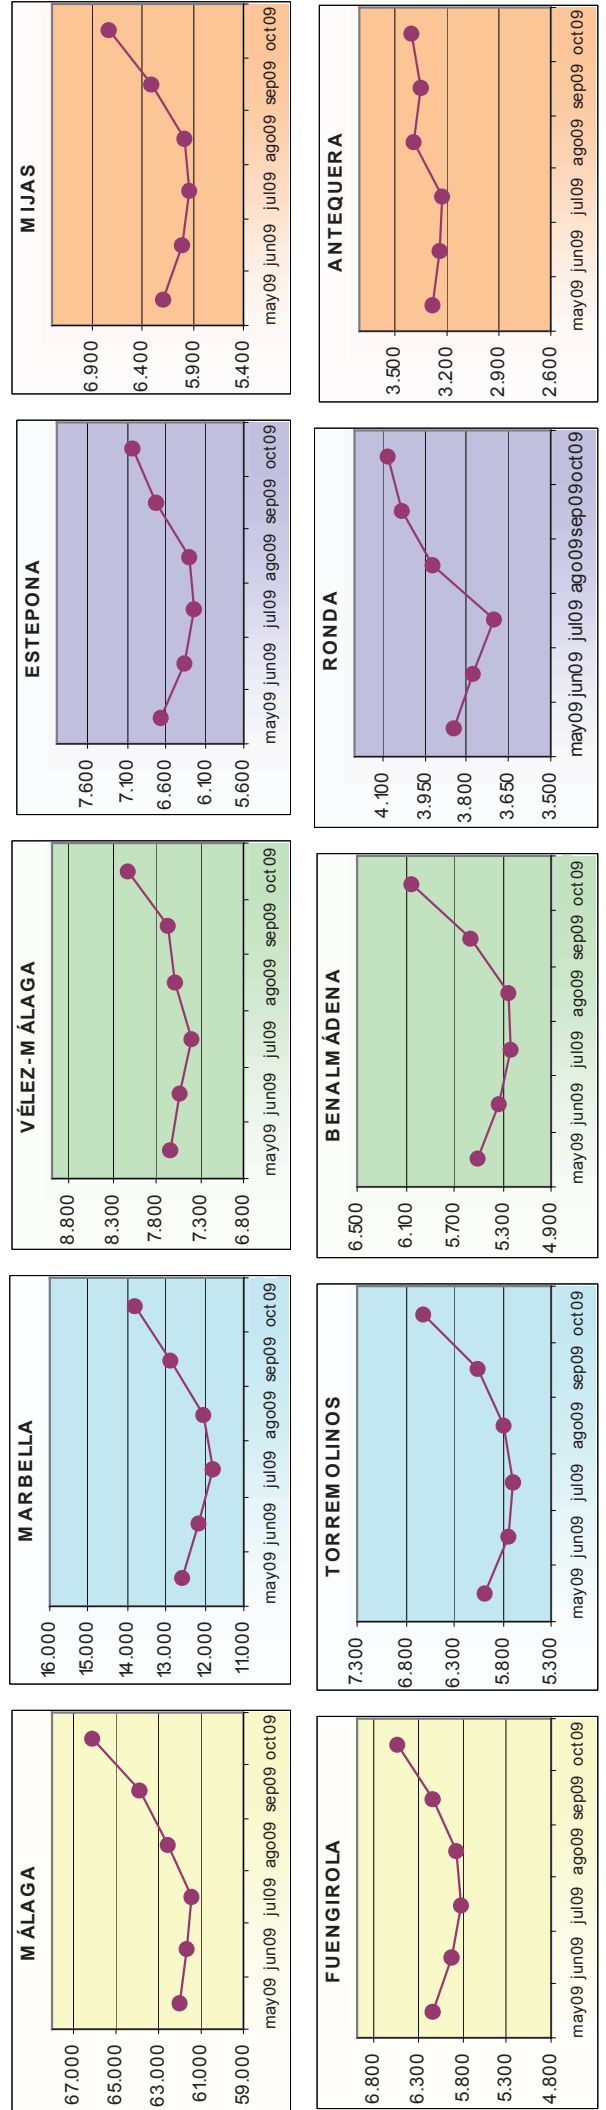 MÁLAGA
67.000
65.000
63.000
61.000
59.000
may09 jun09 jul09 ago09 sep09 oct09
MARBELLA
16.000
15.000
14.000
13.000
12.000
11.000
may09 jun09 jul09 ago09 sep09 oct09
VÉLEZ-MÁLAGA
8.800
8.300
7.800
7.300
6.800
may09 jun09 jul09 ago09 sep09 oct09
ESTEPONA
7.600
7.100
6.600
6.100
5.600
may09 jun09 jul09 ago09 sep09 oct09
MIJAS
6.900
6.400
5.900
5.400
may09 jun09 jul09 ago09 sep09 oct09
FUENGIROLA
6.800
6.300
5.800
5.300
4.800
may09 jun09 jul09 ago09 sep09 oct09
TORREMOLINOS
7.300
6.800
6.300
5.800
5.300
may09 jun09 jul09 ago09 sep09 oct09
BENALMÁDENA
6.500
6.100
5.700
5.300
4.900
may09 jun09 jul09 ago09 sep09 oct09
RONDA
4.100
3.950
3.800
3.650
3.500
may09 jun09 jul09 ago09 sep09 oct09
ANTEQUERA
3.500
3.200
2.900
2.600
may09 jun09 jul09 ago09 sep09 oct09